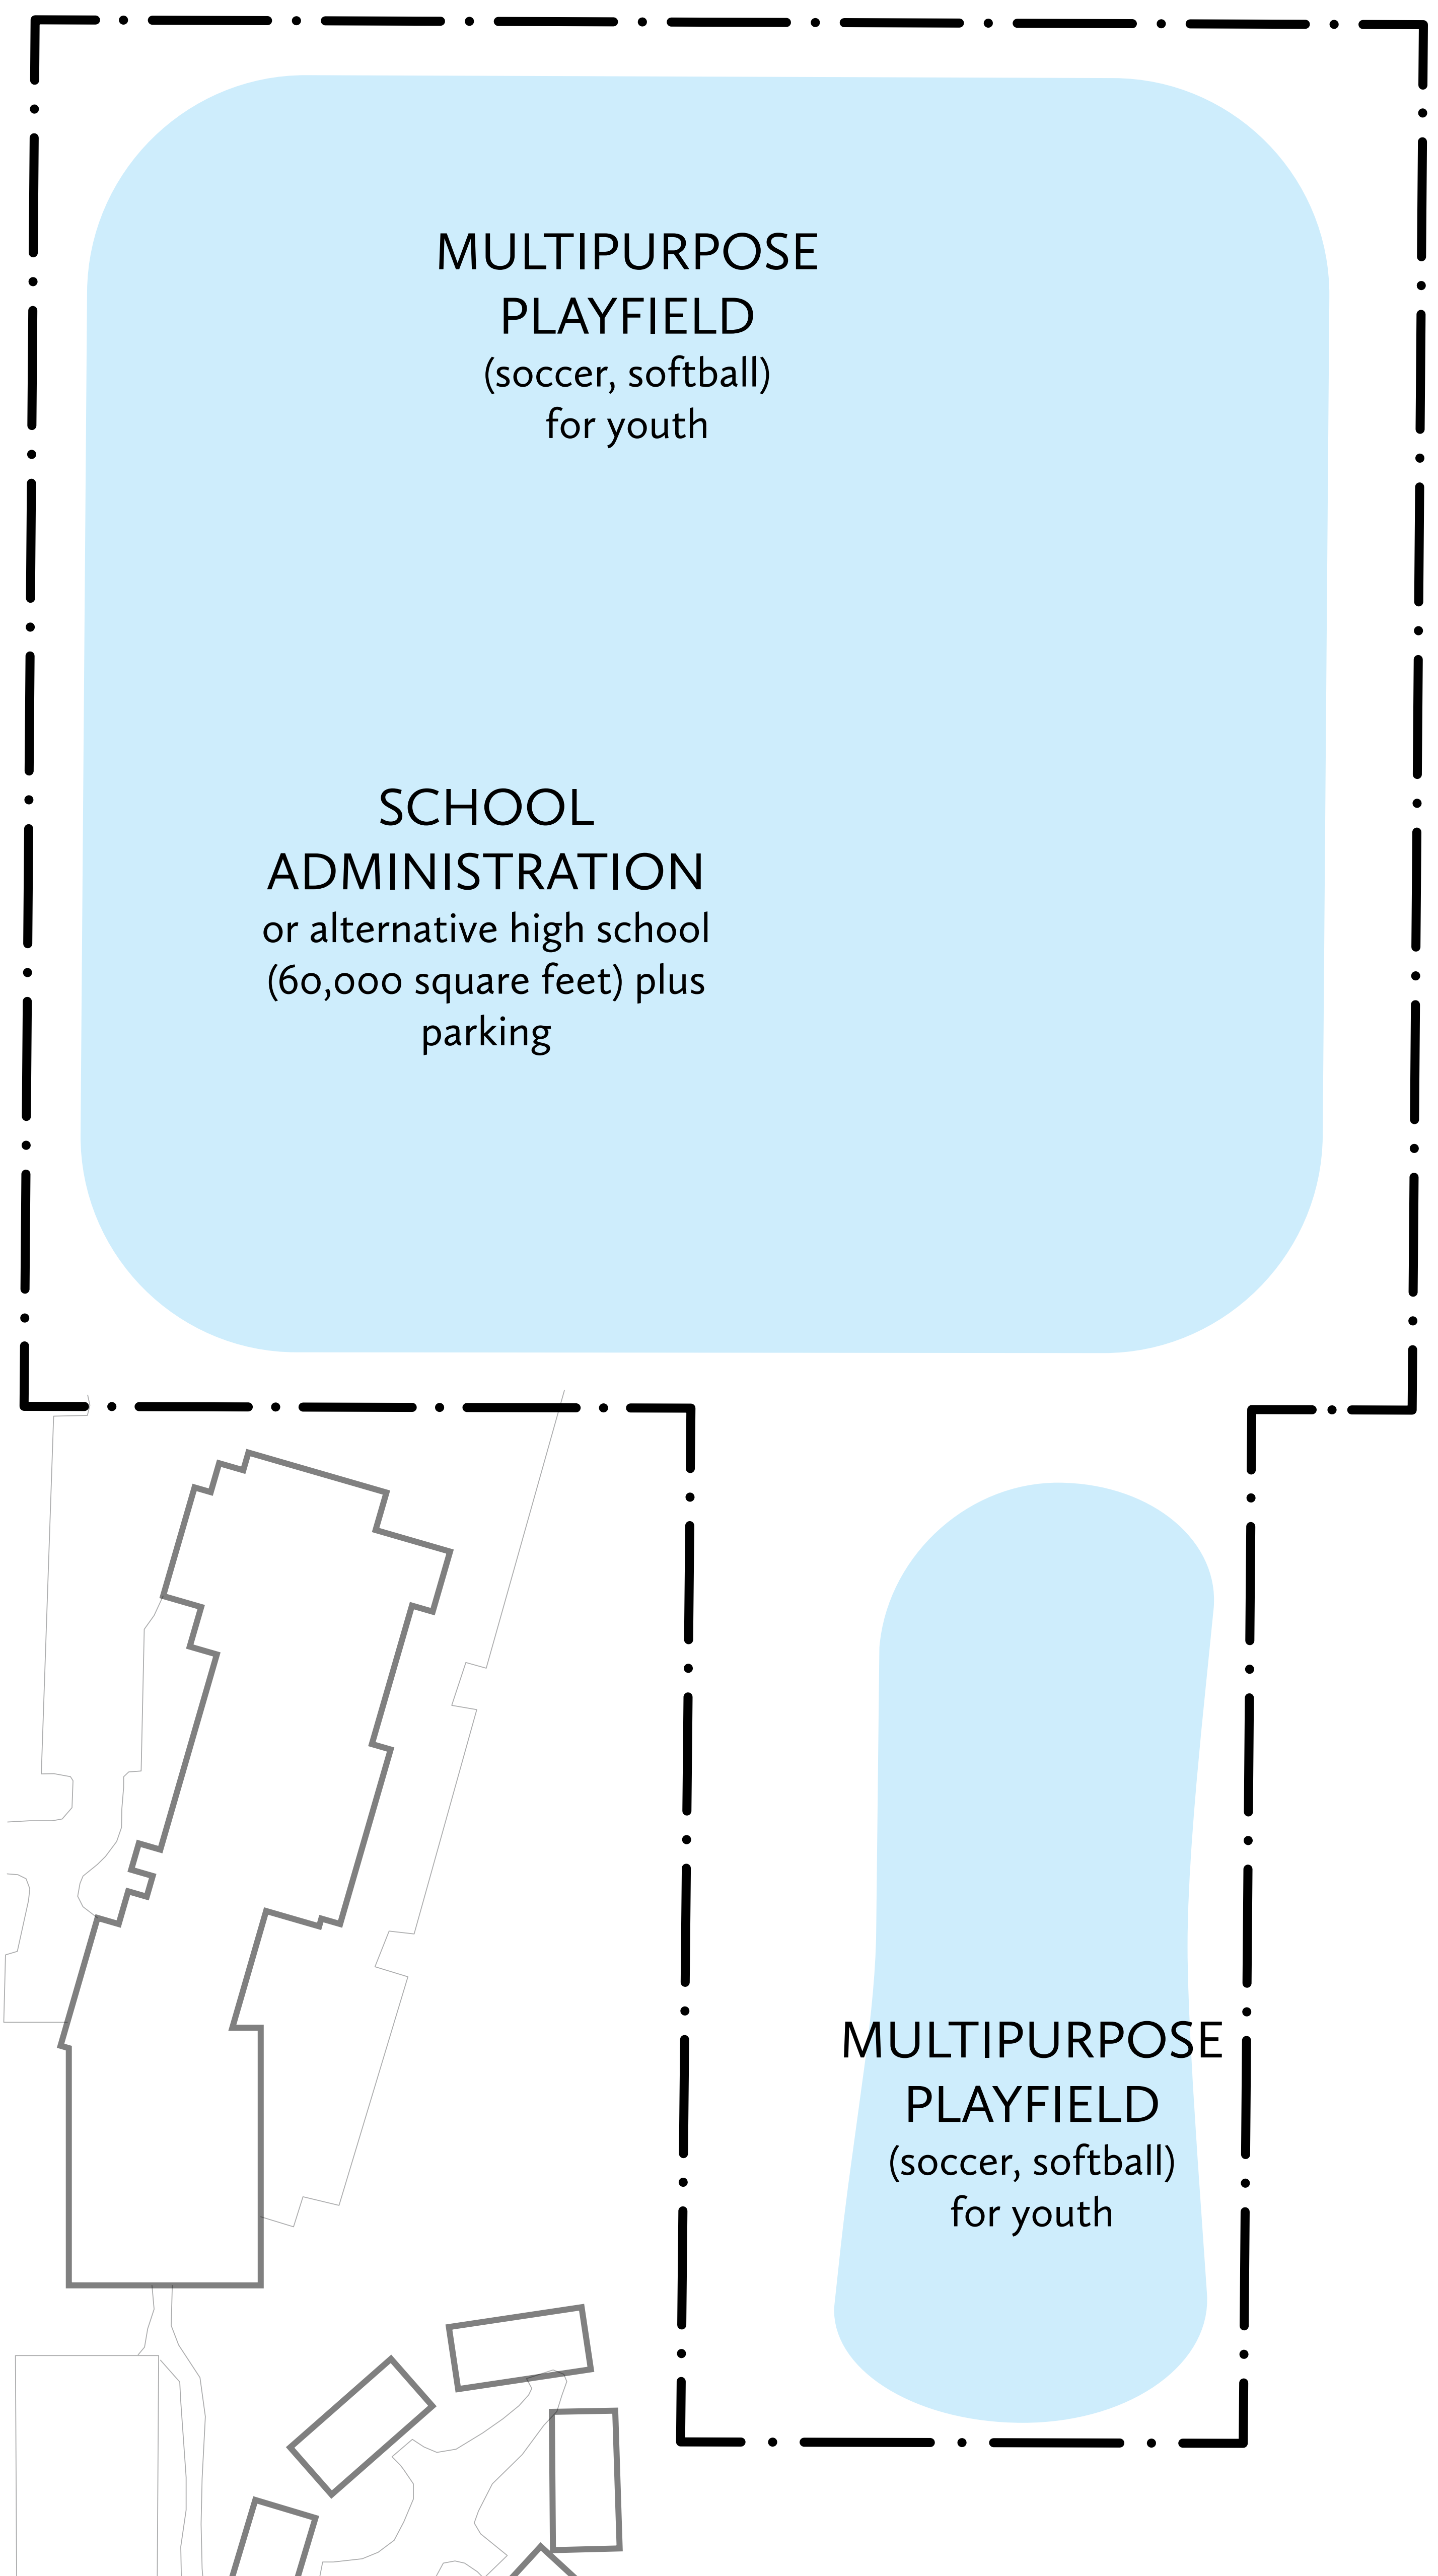 MULTIPURPOSE
PLAYFIELD
(soccer, softball)
for youth
SCHOOL
ADMINISTRATION
or alternative high school
(60,000 square feet) plus
parking
MULTIPURPOSE
PLAYFIELD
(soccer, softball)
for youth